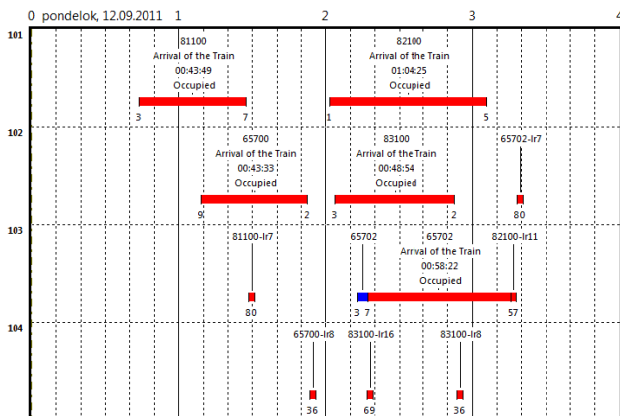 0 pondelok, 12.09.2011 1 2 3 4
101
81100 82100
Arrival of the Train Arrival of the Train
00:43:49 01:04:25
Occupied Occupied
3 7 1 5
102
65700 83100 65702-Ir7
Arrival of the Train Arrival of the Train
00:43:33 00:48:54
Occupied Occupied
9 2 3 2 80
103
81100-Ir7 65702 65702 82100-Ir11
Arrival of the Train
00:58:22
Occupied
80 3 7 57
104
65700-Ir8 83100-Ir16 83100-Ir8
36 69 36